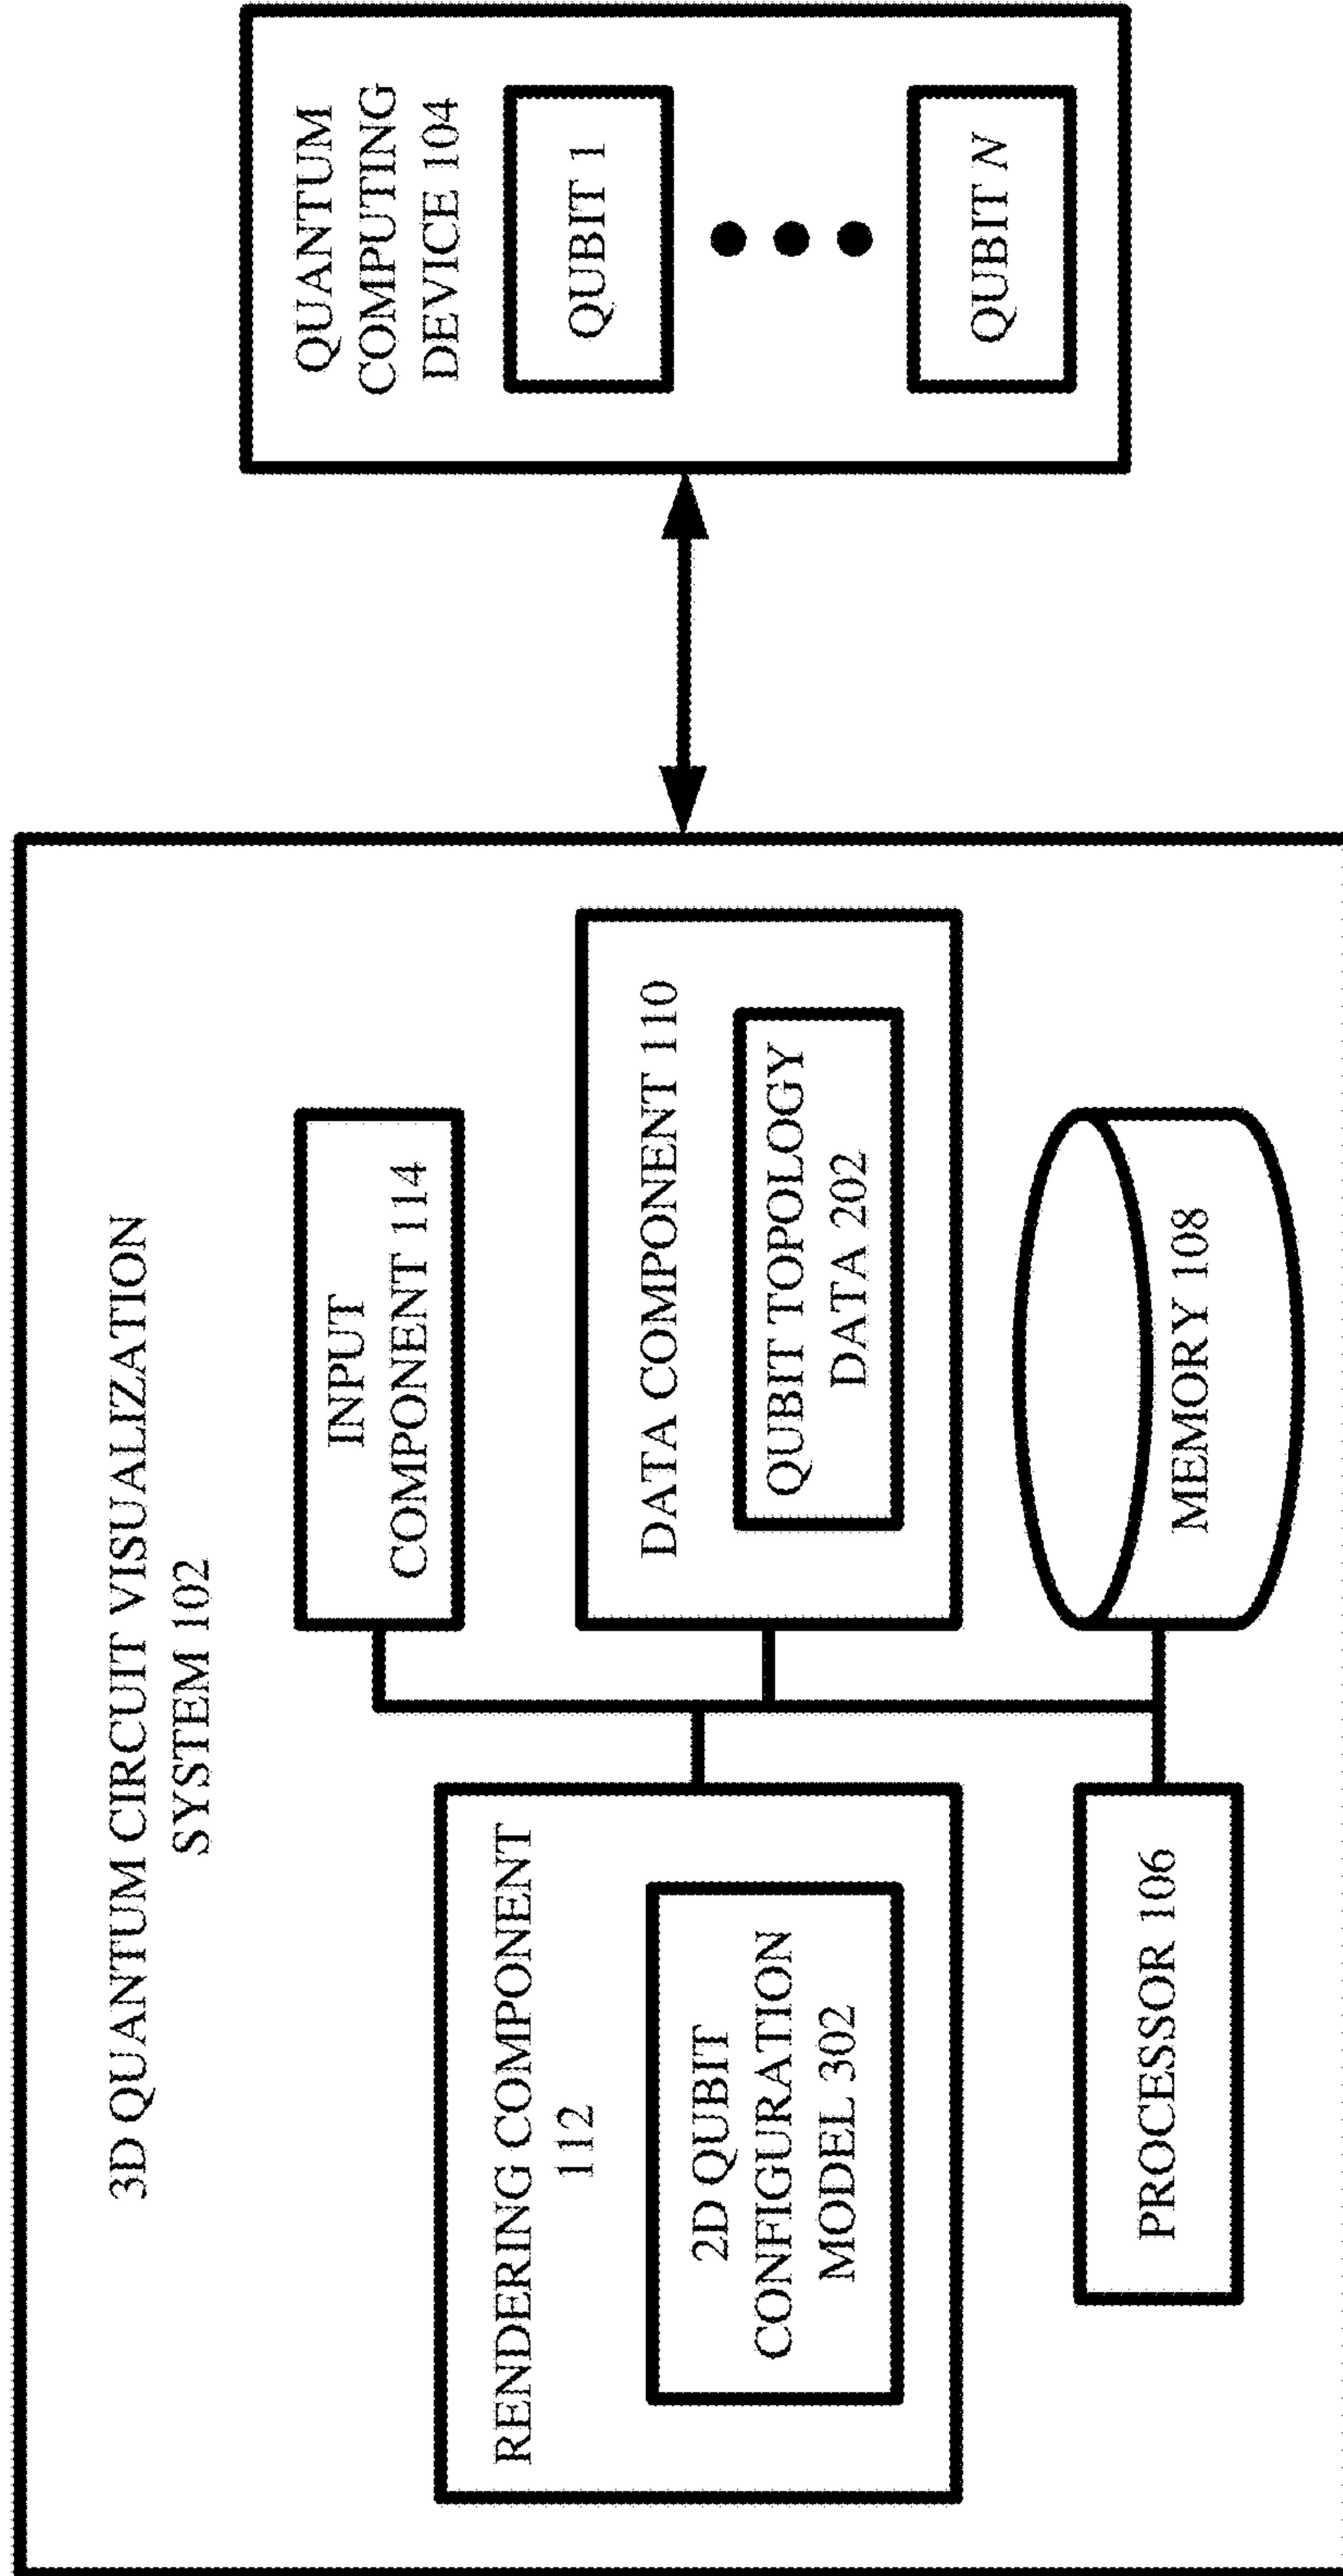 3D QUANTUM CIRCUIT VISUALIZATION
SYSTEM 102
RENDERING COMPONENT
112
2D QUBIT
CONFIGURATION
MODEL 302
PROCESSOR 106
INPUT
COMPONENT 114
DATA COMPONENT 110
QUBIT TOPOLOGY
DATA 202
MEMORY 108
QUANTUM
COMPUTING
DEVICE 104
QUBIT 1
QUBIT N